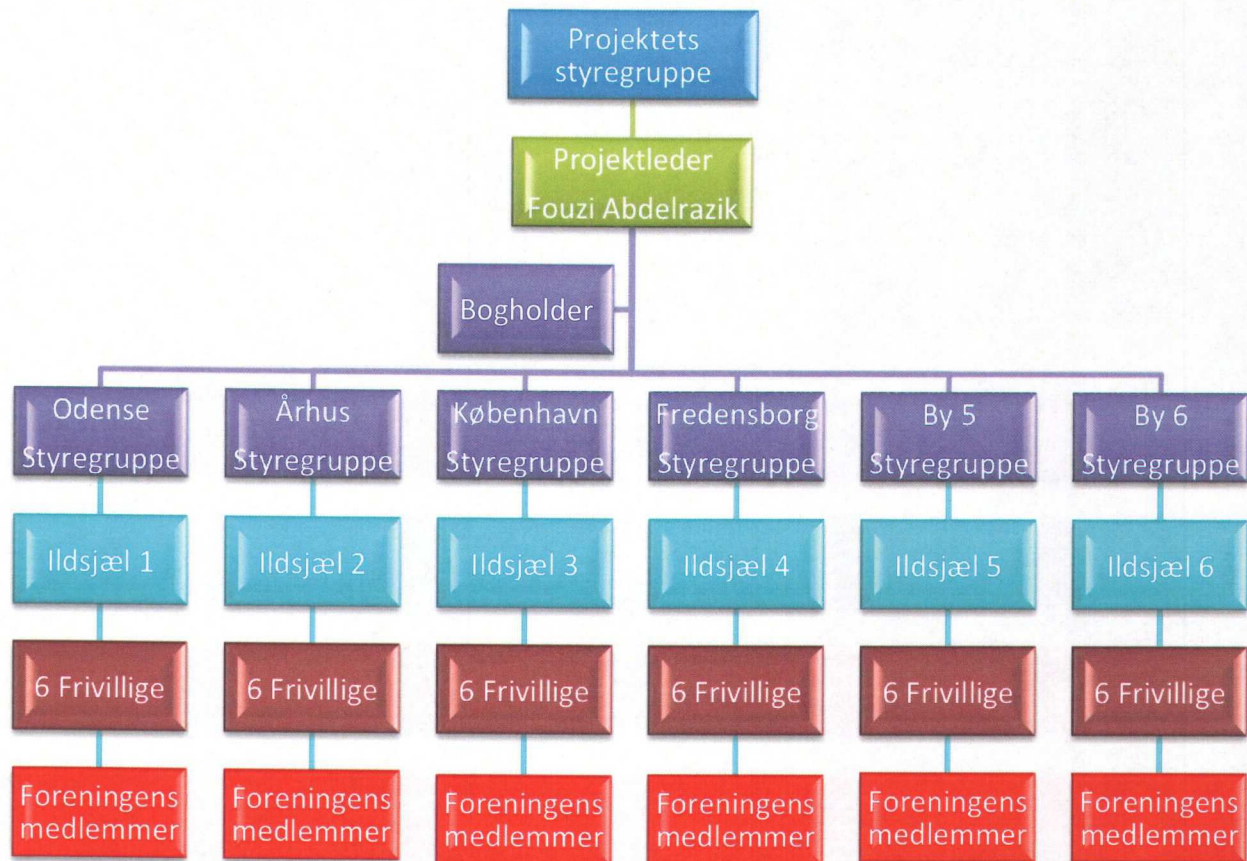 Projektets
styregruppe
Projektleder
Fouzi Abdelrazik
Bogholder
Odense
Styregruppe
Århus
Styregruppe
København
Styregruppe
Fredensborg
Styregruppe
By 5
Styregruppe
By 6
Styregruppe
Ildsjæl 1
Ildsjæl 2
Ildsjæl 3
Ildsjæl 4
Ildsjæl 5
Ildsjæl 6
6 Frivillige
6 Frivillige
6 Frivillige
6 Frivillige
6 Frivillige
6 Frivillige
Foreningens
medlemmer
Foreningens
medlemmer
Foreningens
medlemmer
Foreningens
medlemmer
Foreningens
medlemmer
Foreningens
medlemmer